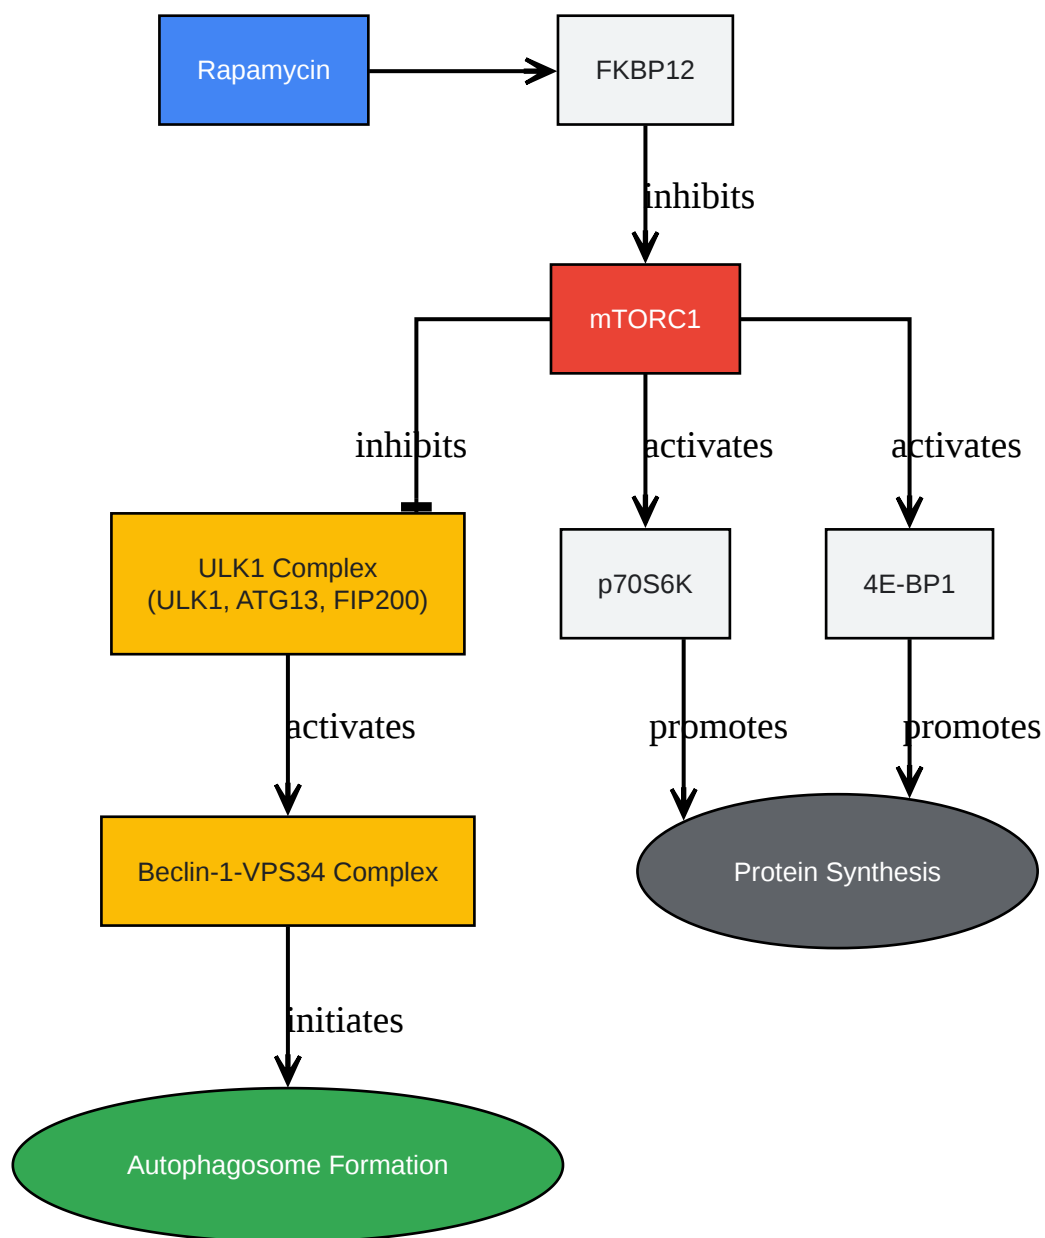 Rapamycin
FKBP12
inhibits
mTORC1
inhibits
activates
activates
ULK1 Complex
(ULK1, ATG13, FIP200)
p70S6K
4E-BP1
activates
promotes
promotes
Beclin-1-VPS34 Complex
Protein Synthesis
initiates
Autophagosome Formation